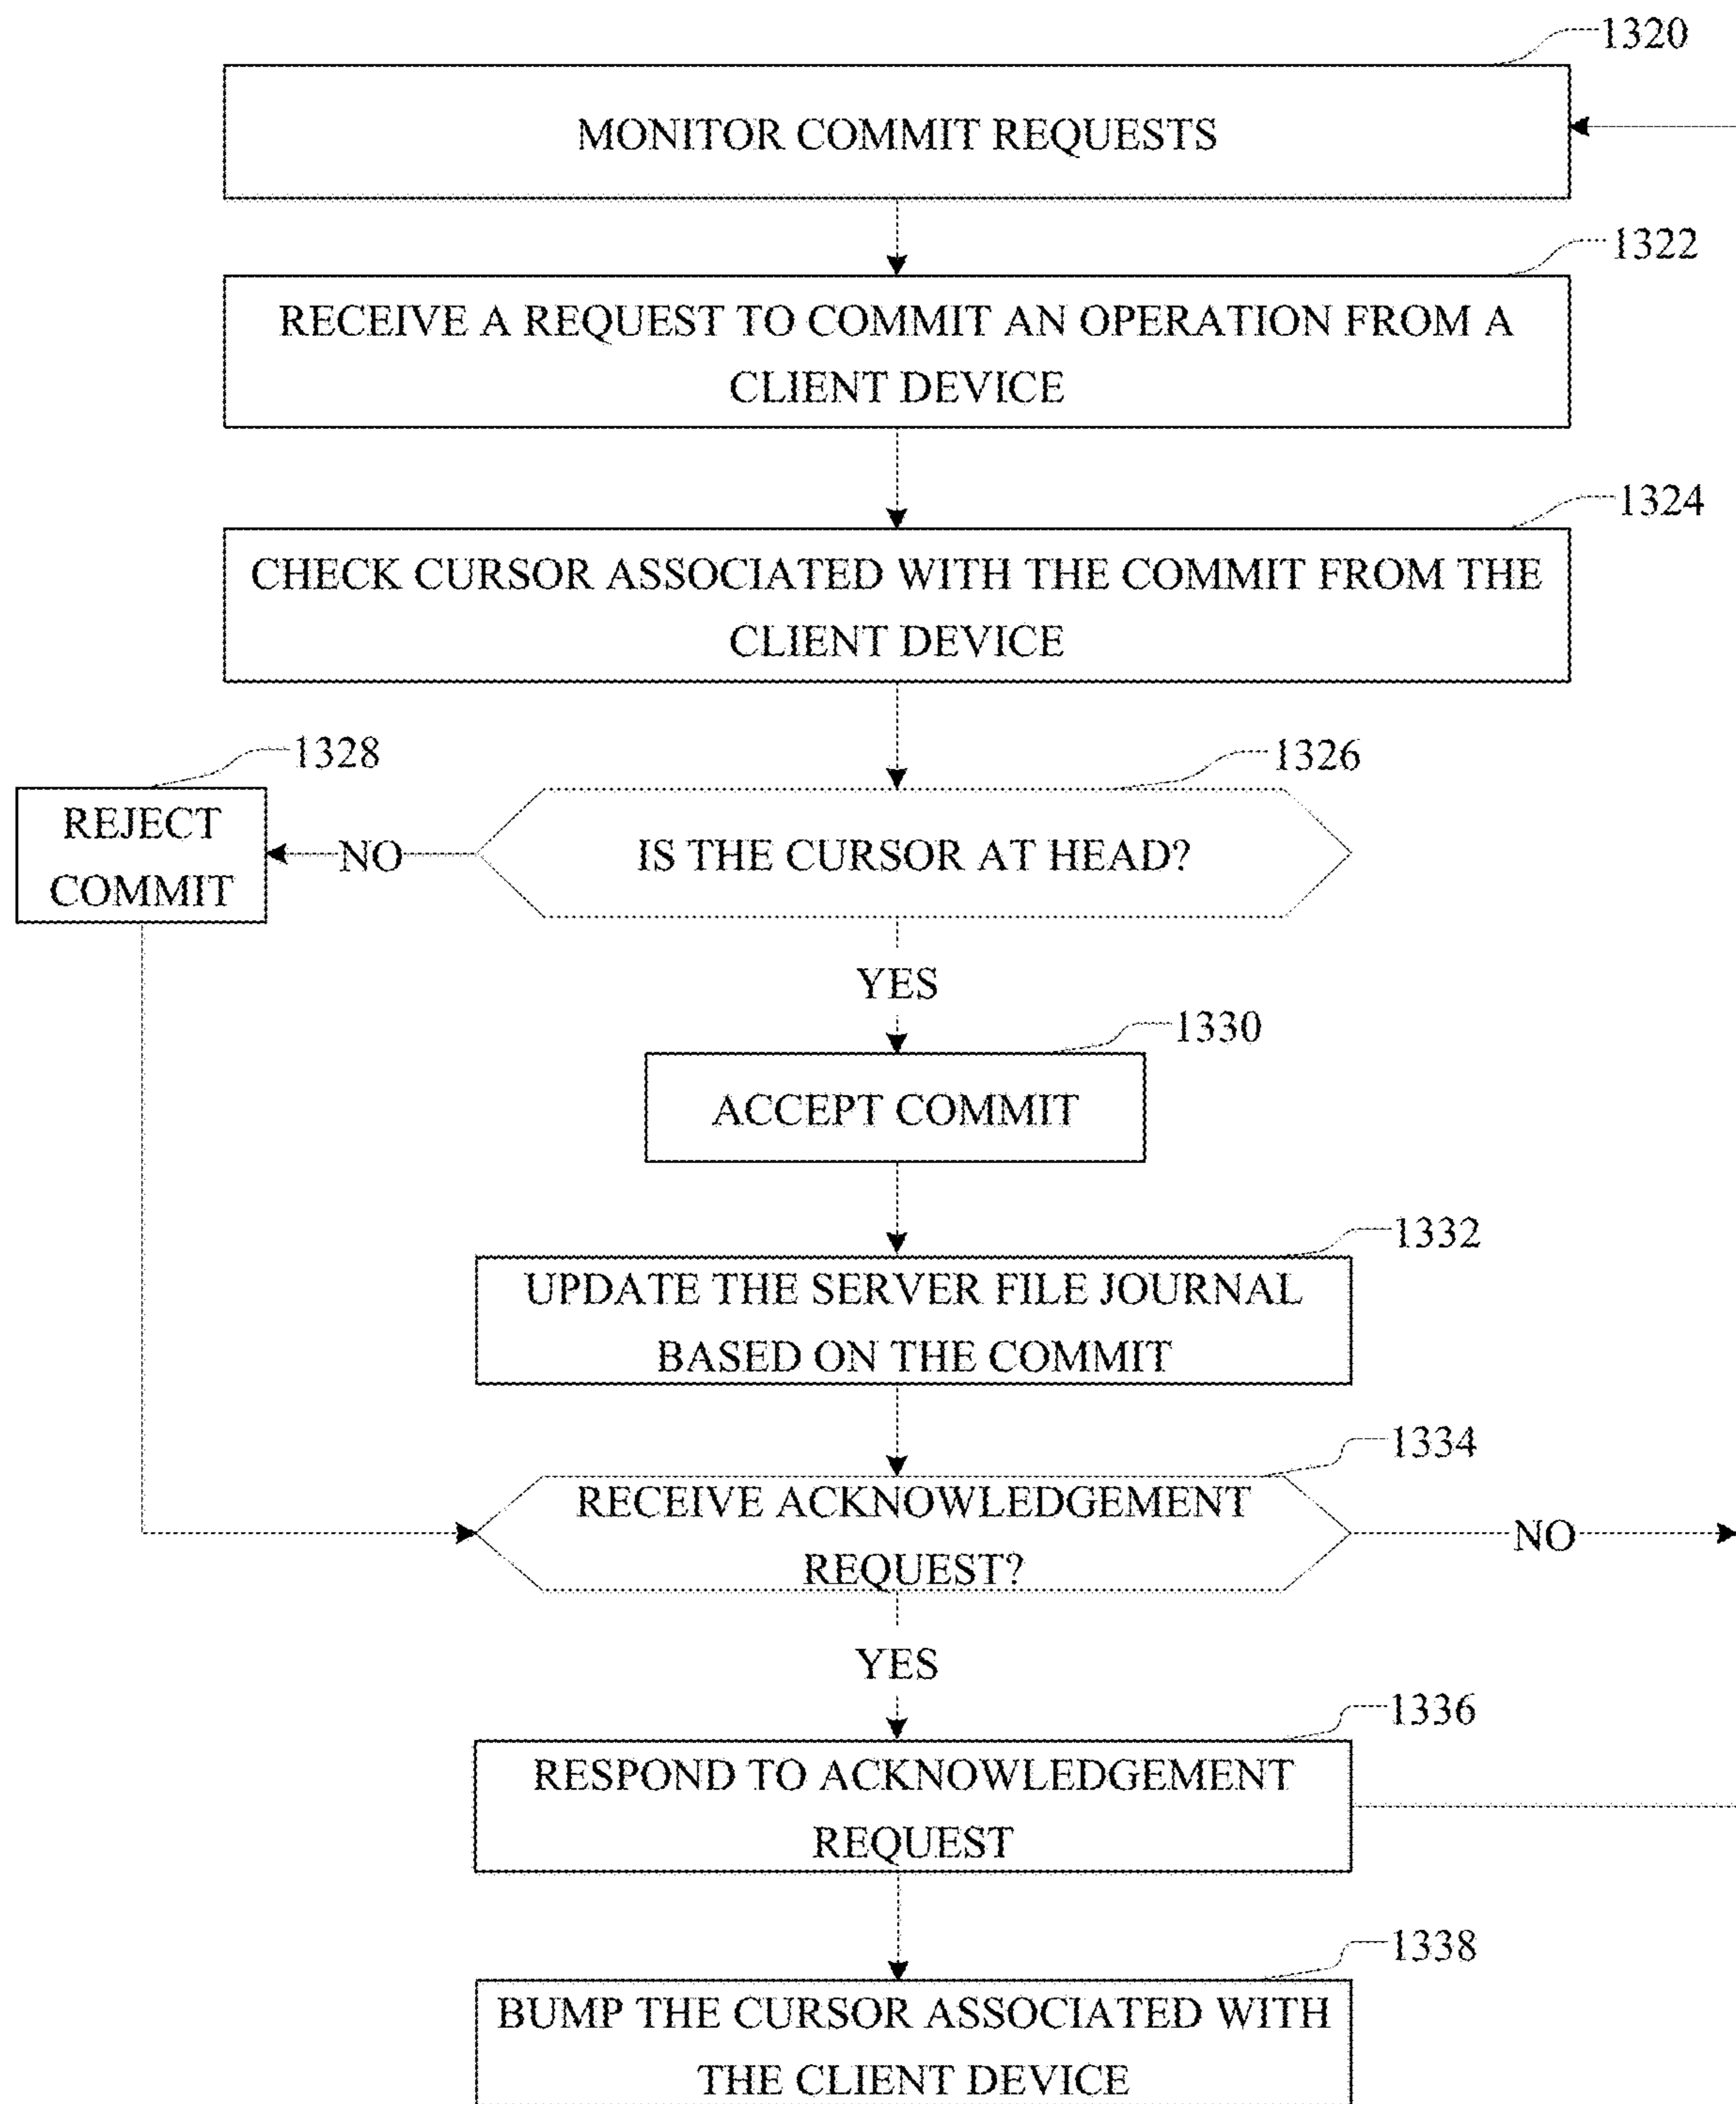 1320
MONITOR COMMIT REQUESTS
1322
RECEIVE A REQUEST TO COMMIT AN OPERATION FROM A
CLIENT DEVICE
1324
CHECK CURSOR ASSOCIATED WITH THE COMMIT FROM THE
CLIENT DEVICE
1328
1326
REJECT
COMMIT
NO
IS THE CURSOR AT HEAD?
YES
1330
ACCEPT COMMIT
1332
UPDATE THE SERVER FILE JOURNAL
BASED ON THE COMMIT
1334
RECEIVE ACKNOWLEDGEMENT
REQUEST?
NO
YES
1336
RESPOND TO ACKNOWLEDGEMENT
REQUEST
1338
BUMP THE CURSOR ASSOCIATED WITH
THE CLIENT DEVICE